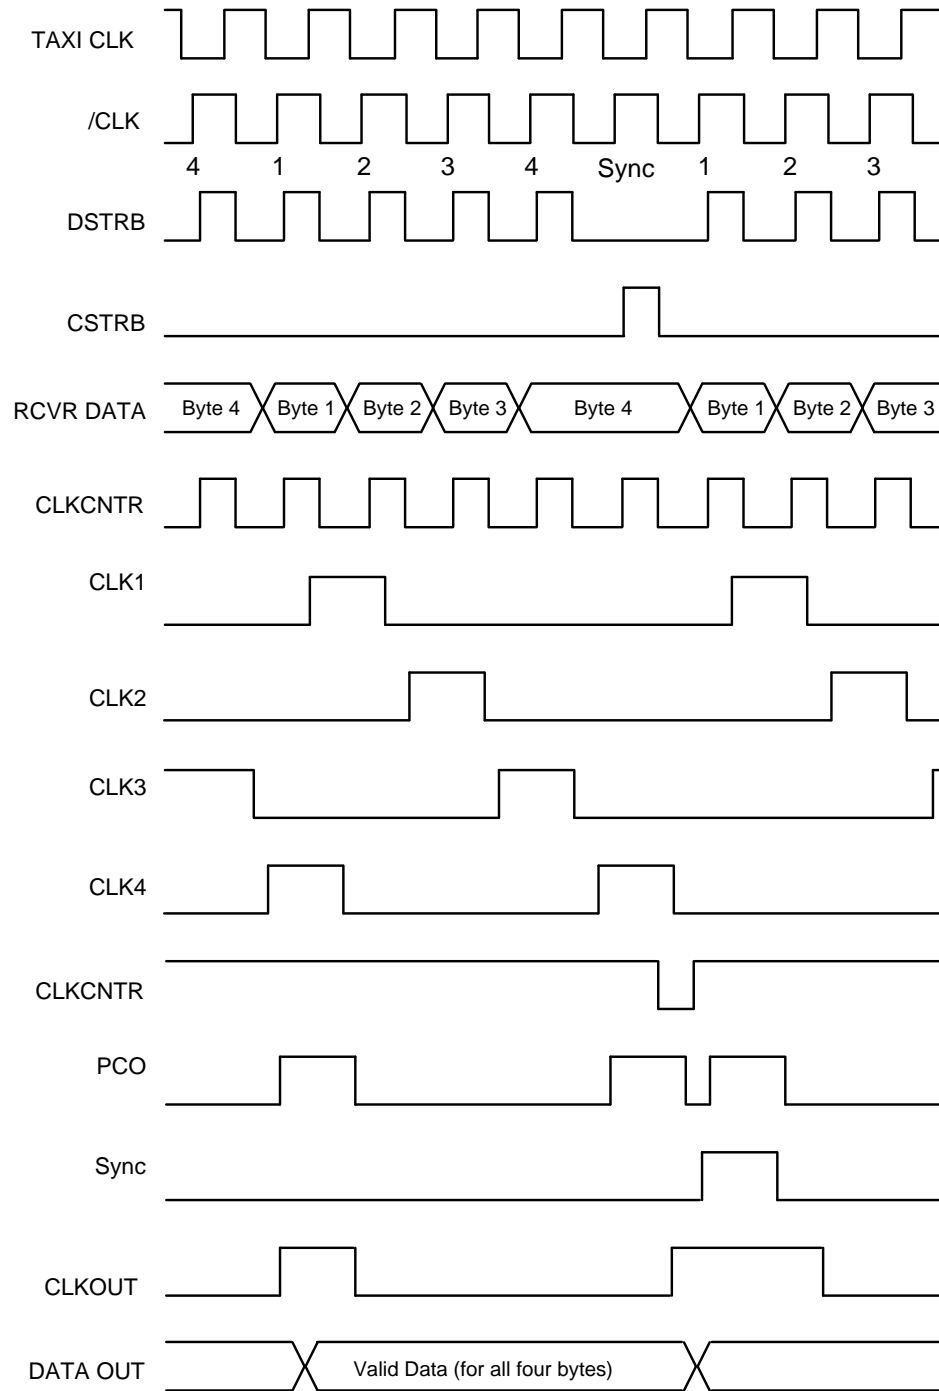 TAXI CLK
/CLK
4 1 2 3 4 Sync 1 2 3
DSTRB
CSTRB
RCVR DATA Byte 4 Byte 1 Byte 2 Byte 3 Byte 4 Byte 1 Byte 2 Byte 3
CLKCNTR
CLK1
CLK2
CLK3
CLK4
CLKCNTR
PCO
Sync
CLKOUT
DATA OUT Valid Data (for all four bytes)